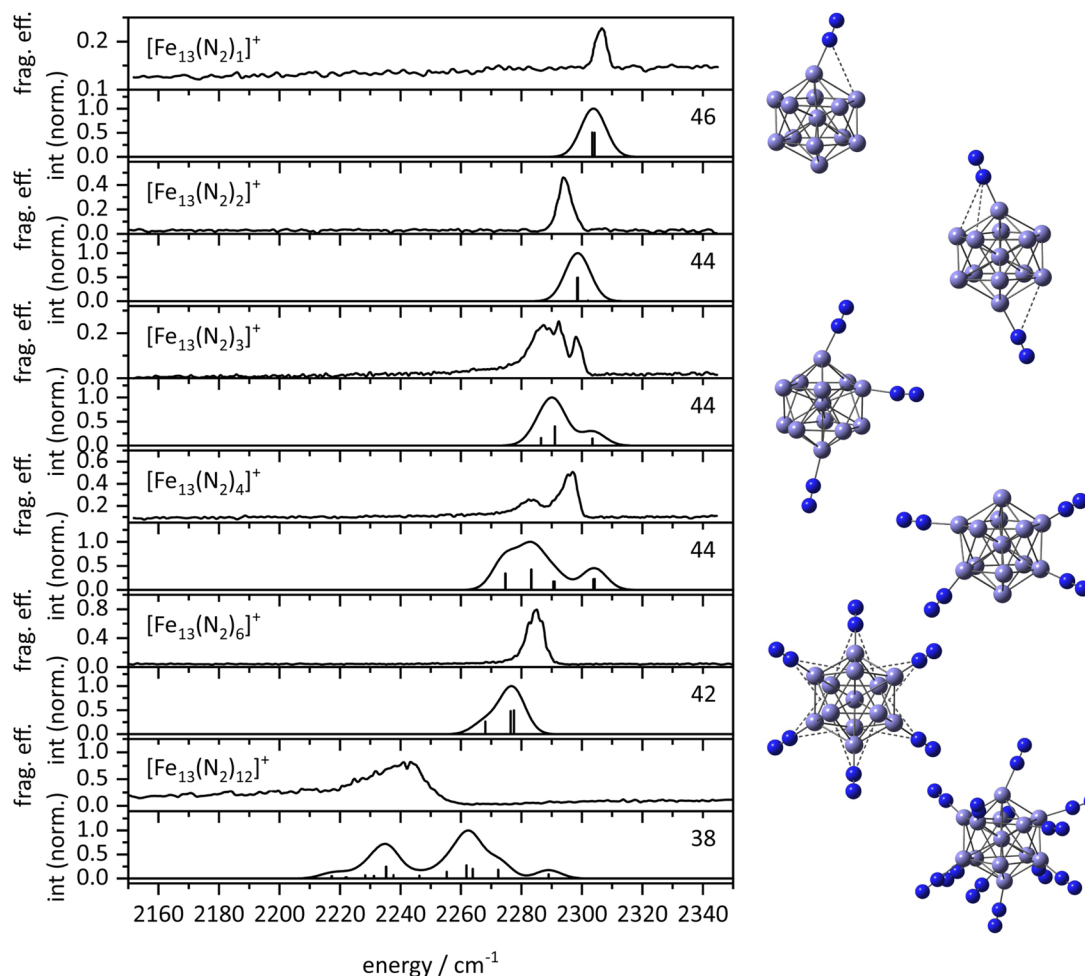 frag. eff.
0.2
0.1
[Fe₁₃(N₂)₁]⁺
int (norm.)
1.0
0.5
0.0
46
frag. eff.
0.4
0.2
0.0
[Fe₁₃(N₂)₂]⁺
int (norm.)
1.0
0.5
0.0
44
frag. eff.
0.2
0.0
[Fe₁₃(N₂)₃]⁺
int (norm.)
1.0
0.5
0.0
44
frag. eff.
0.6
0.4
0.2
[Fe₁₃(N₂)₄]⁺
int (norm.)
1.0
0.5
0.0
44
frag. eff.
0.8
0.4
0.0
[Fe₁₃(N₂)₆]⁺
int (norm.)
1.0
0.5
0.0
42
frag. eff.
1.0
0.5
0.0
[Fe₁₃(N₂)₁₂]⁺
int (norm.)
1.0
0.5
0.0
38
2160 2180 2200 2220 2240 2260 2280 2300 2320 2340
energy / cm⁻¹